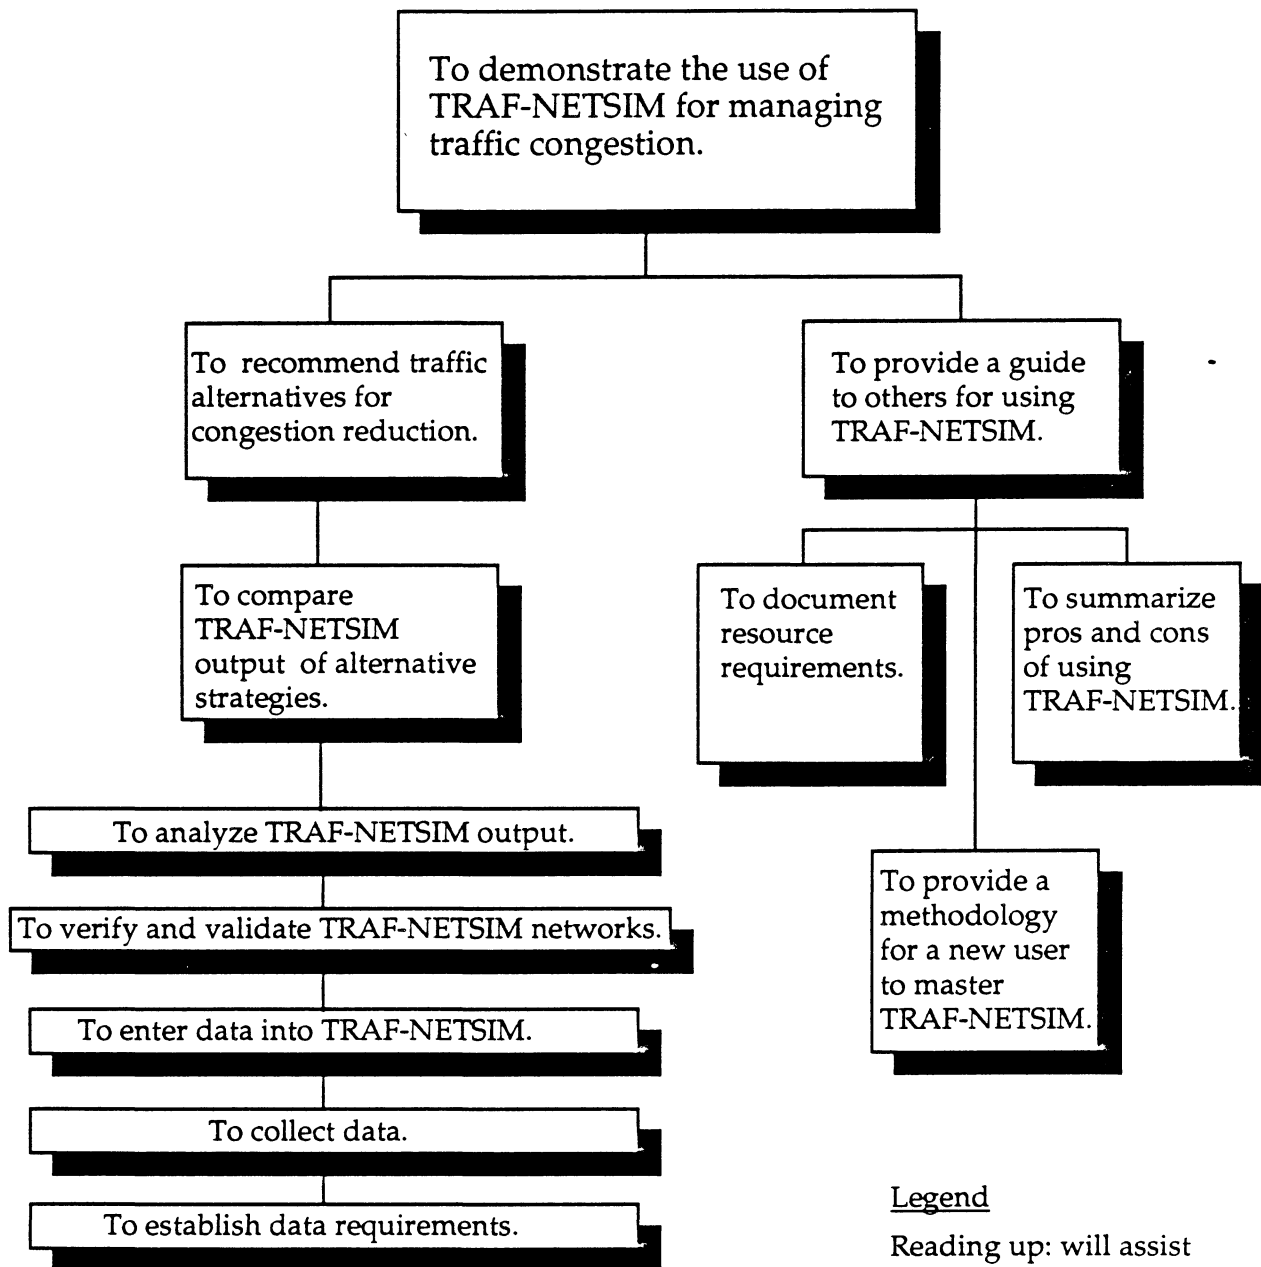 To demonstrate the use of
TRAF-NETSIM for managing
traffic congestion.
To recommend traffic
alternatives for
congestion reduction.
To provide a guide
to others for using
TRAF-NETSIM.
To compare
TRAF-NETSIM
output of alternative
strategies.
To document
resource
requirements.
To summarize
pros and cons
of using
TRAF-NETSIM.
To analyze TRAF-NETSIM output.
To verify and validate TRAF-NETSIM networks.
To enter data into TRAF-NETSIM.
To collect data.
To establish data requirements.
To provide a
methodology
for a new user
to master
TRAF-NETSIM.
Legend
Reading up: will assist